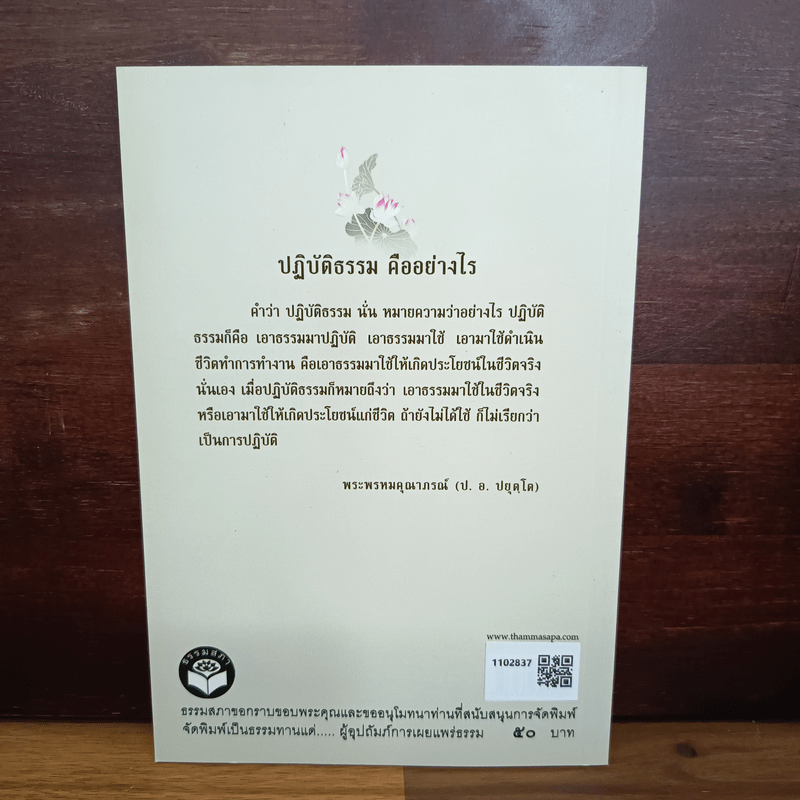 ปฏิบัติธรรม คืออย่างไร
คำว่า ปฏิบัติธรรม นั่น หมายความว่าอย่างไร ปฏิบัติ
ธรรมก็คือ เอาธรรมมาปฏิบัติ เอาธรรมมาใช้ เอามาใช้ดำเนิน
ชีวิตทำการทำงาน คือเอาธรรมมาใช้ให้เกิดประโยชน์ในชีวิตจริง
นั่นเอง เมื่อปฏิบัติธรรมก็หมายถึงว่า เอาธรรมมาใช้ในชีวิตจริง
หรือเอามาใช้ให้เกิดประโยชน์แก่ชีวิต ถ้ายังไม่ได้ใช้ ก็ไม่เรียกว่า
เป็นการปฏิบัติ
พระพรหมคุณาภรณ์ (ป. อ. ปยุตฺโต)
www.thammasapa.com
1102837
ธรรมสภา
ธรรมสภาขอกราบขอบพระคุณและขออนุโมทนาท่านที่สนับสนุนการจัดพิมพ์
จัดพิมพ์เป็นธรรมทานแด่..... ผู้อุปถัมภ์การเผยแพร่ธรรม ๕๐ บาท